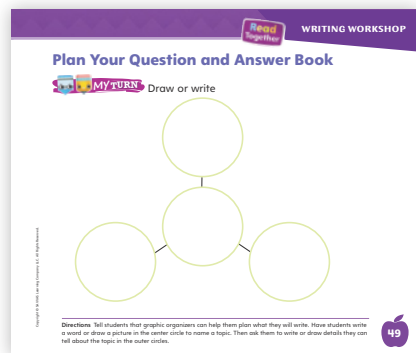 Read
Together
WRITING WORKSHOP
Plan Your Question and Answer Book
MY TURN Draw or write
Directions Tell students that graphic organizers can help them plan what they will write. Have students write
a word or draw a picture in the center circle to name a topic. Then ask them to write or draw details they can
tell about the topic in the outer circles.
49